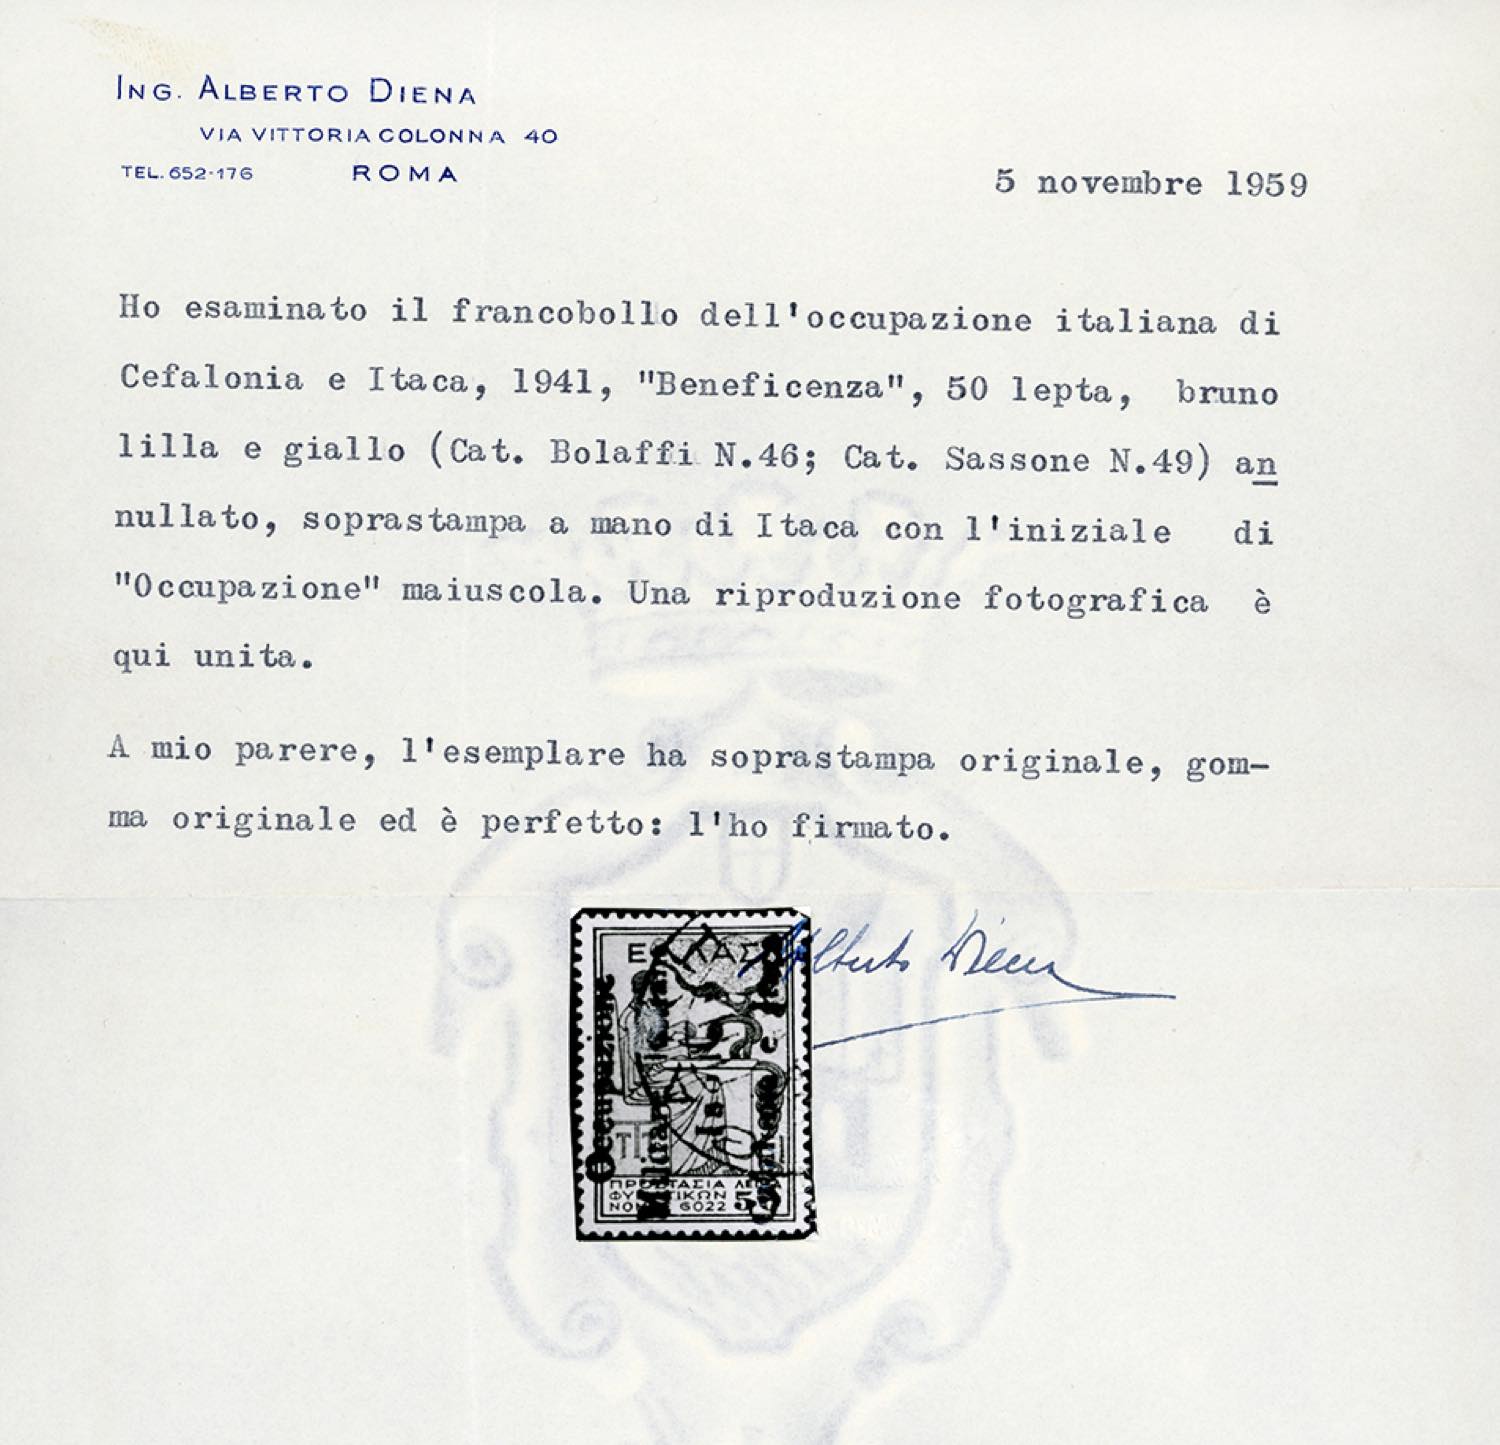 ING. ALBERTO DIENA
VIA VITTORIA COLONNA 40
TEL. 652-176 ROMA
5 novembre 1959
Ho esaminato il francobollo dell'occupazione italiana di
Cefalonia e Itaca, 1941, "Beneficenza", 50 lepta, bruno
lilla e giallo (Cat. Bolaffi N.46; Cat. Sassone N.49) an
nullato, soprastampa a mano di Itaca con l'iniziale di
"Occupazione" maiuscola. Una riproduzione fotografica è
qui unita.
A mio parere, l'esemplare ha soprastampa originale, gom-
ma originale ed è perfetto: l'ho firmato.
Alberto Diena
Occupazione
6022